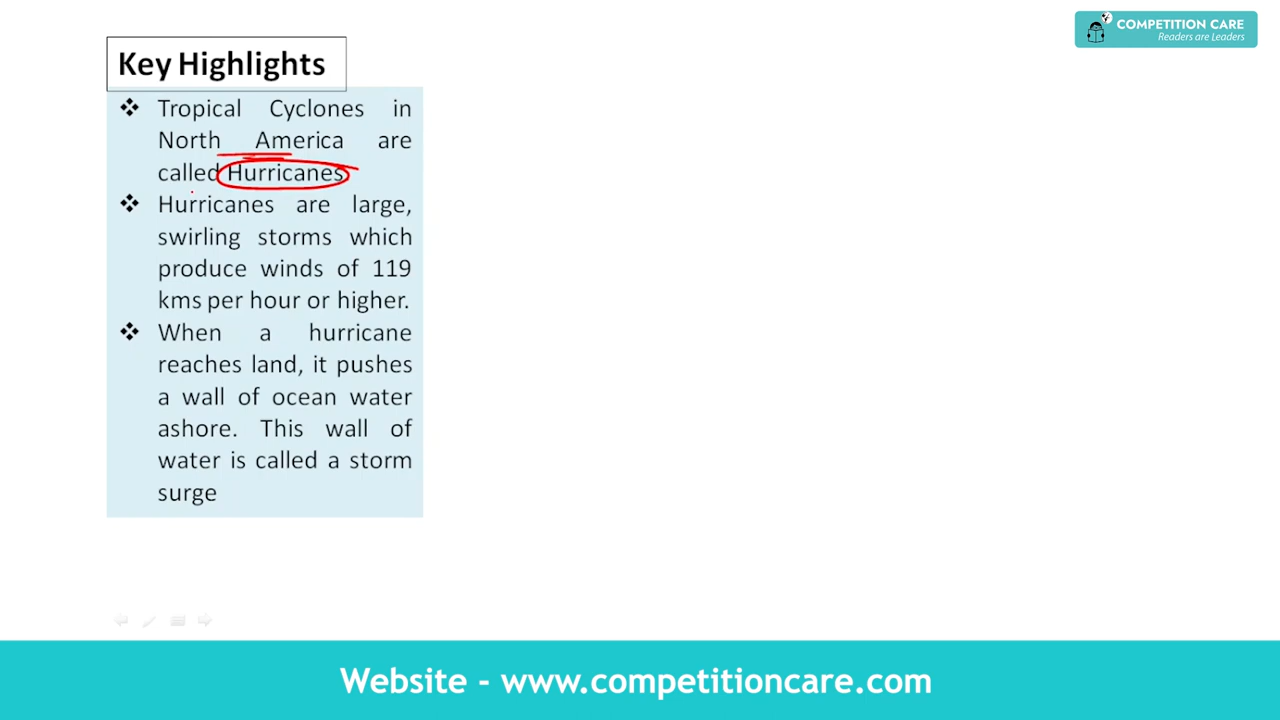 COMPETITION CARE
Readers are Leaders
Key Highlights
❖ Tropical Cyclones in
North America are
called Hurricanes
❖ Hurricanes are large,
swirling storms which
produce winds of 119
kms per hour or higher.
❖ When a hurricane
reaches land, it pushes
a wall of ocean water
ashore. This wall of
water is called a storm
surge
Website - www.competitioncare.com